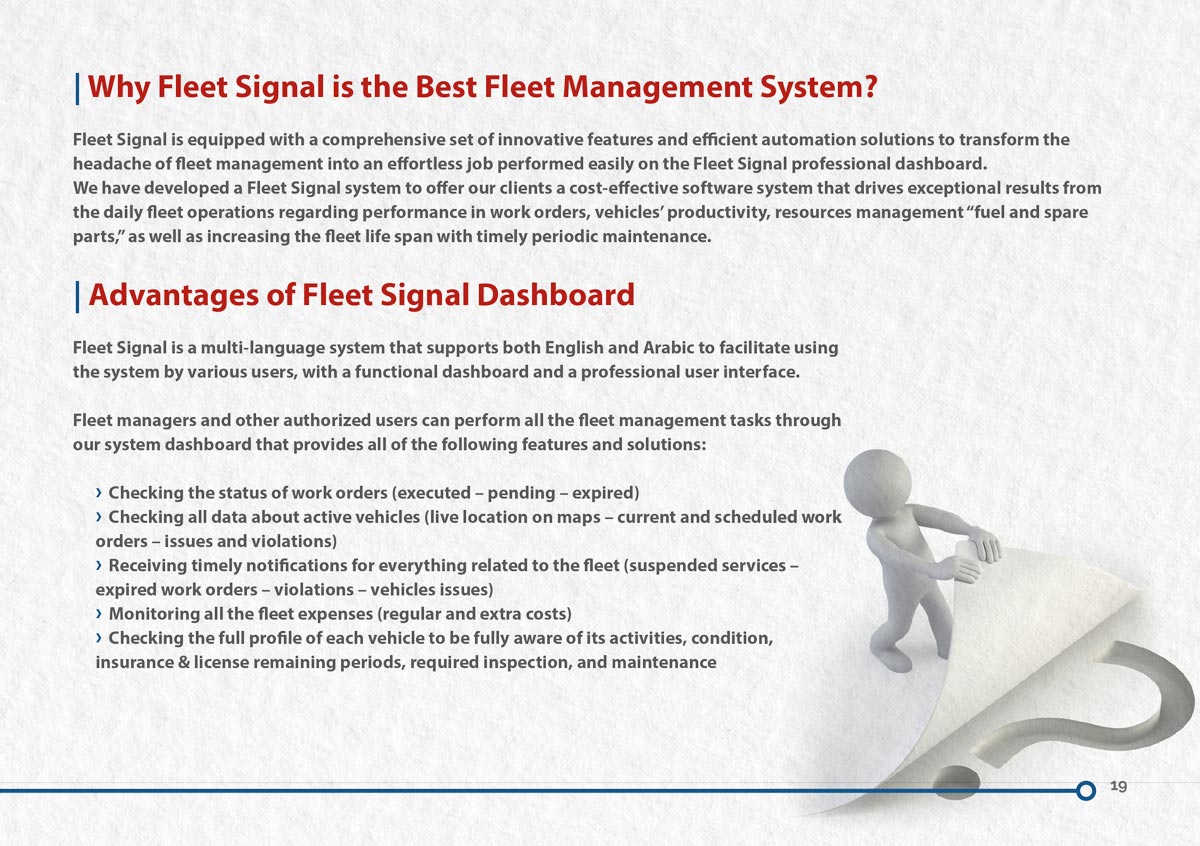 Why Fleet Signal is the Best Fleet Management System?
Fleet Signal is equipped with a comprehensive set of innovative features and efficient automation solutions to transform the
headache of fleet management into an effortless job performed easily on the Fleet Signal professional dashboard.
We have developed a Fleet Signal system to offer our clients a cost-effective software system that drives exceptional results from
the daily fleet operations regarding performance in work orders, vehicles’ productivity, resources management “fuel and spare
parts,” as well as increasing the fleet life span with timely periodic maintenance.
Advantages of Fleet Signal Dashboard
Fleet Signal is a multi-language system that supports both English and Arabic to facilitate using
the system by various users, with a functional dashboard and a professional user interface.
Fleet managers and other authorized users can perform all the fleet management tasks through
our system dashboard that provides all of the following features and solutions:
› Checking the status of work orders (executed – pending – expired)
› Checking all data about active vehicles (live location on maps – current and scheduled work
orders – issues and violations)
› Receiving timely notifications for everything related to the fleet (suspended services –
expired work orders – violations – vehicles issues)
› Monitoring all the fleet expenses (regular and extra costs)
› Checking the full profile of each vehicle to be fully aware of its activities, condition,
insurance & license remaining periods, required inspection, and maintenance
19